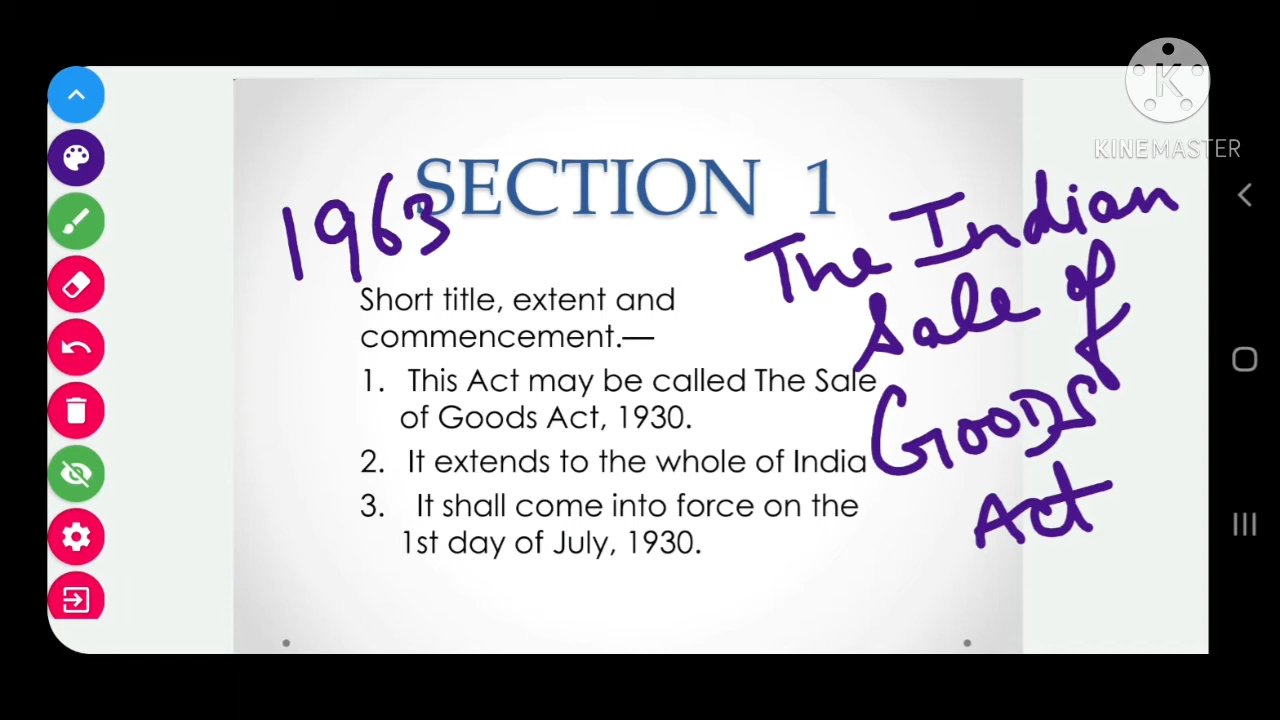 K
KINEMASTER
SECTION 1
1963
The Indian
Sale of
Goods
Act
Short title, extent and
commencement.—
1. This Act may be called The Sale
of Goods Act, 1930.
2. It extends to the whole of India
3. It shall come into force on the
1st day of July, 1930.